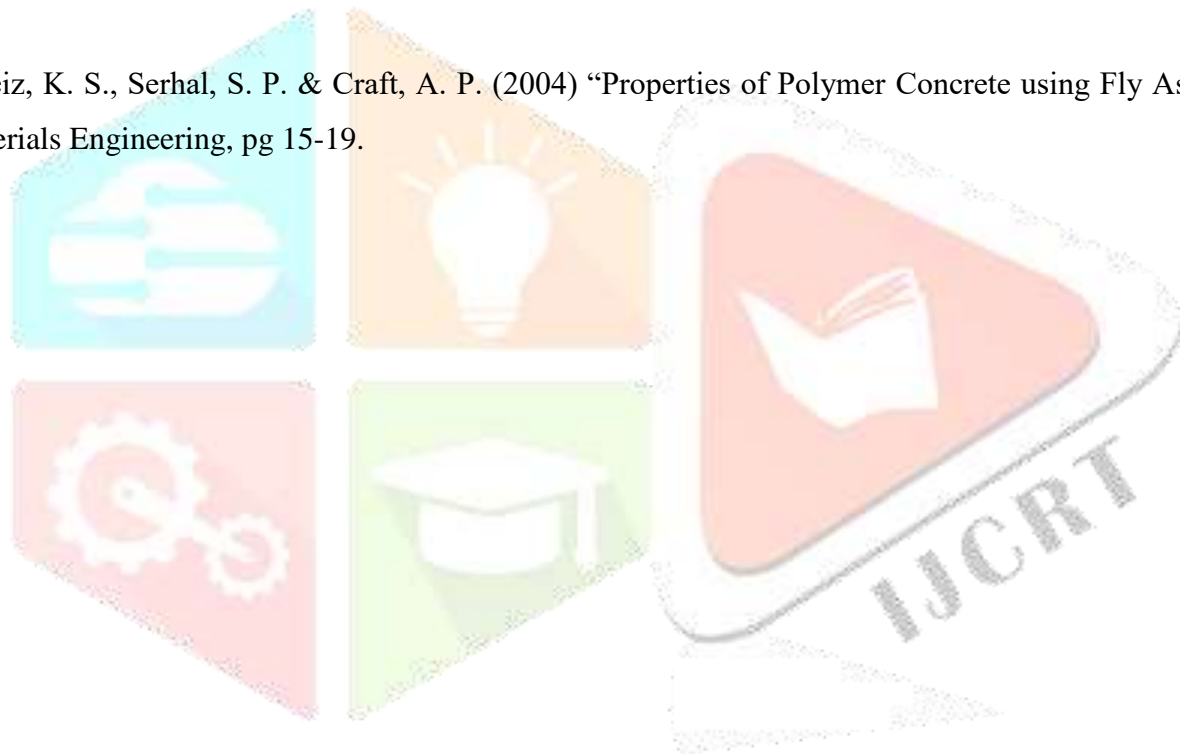 eiz, K. S., Serhal, S. P. & Craft, A. P. (2004) “Properties of Polymer Concrete using Fly As
erials Engineering, pg 15-19.
IJCRT